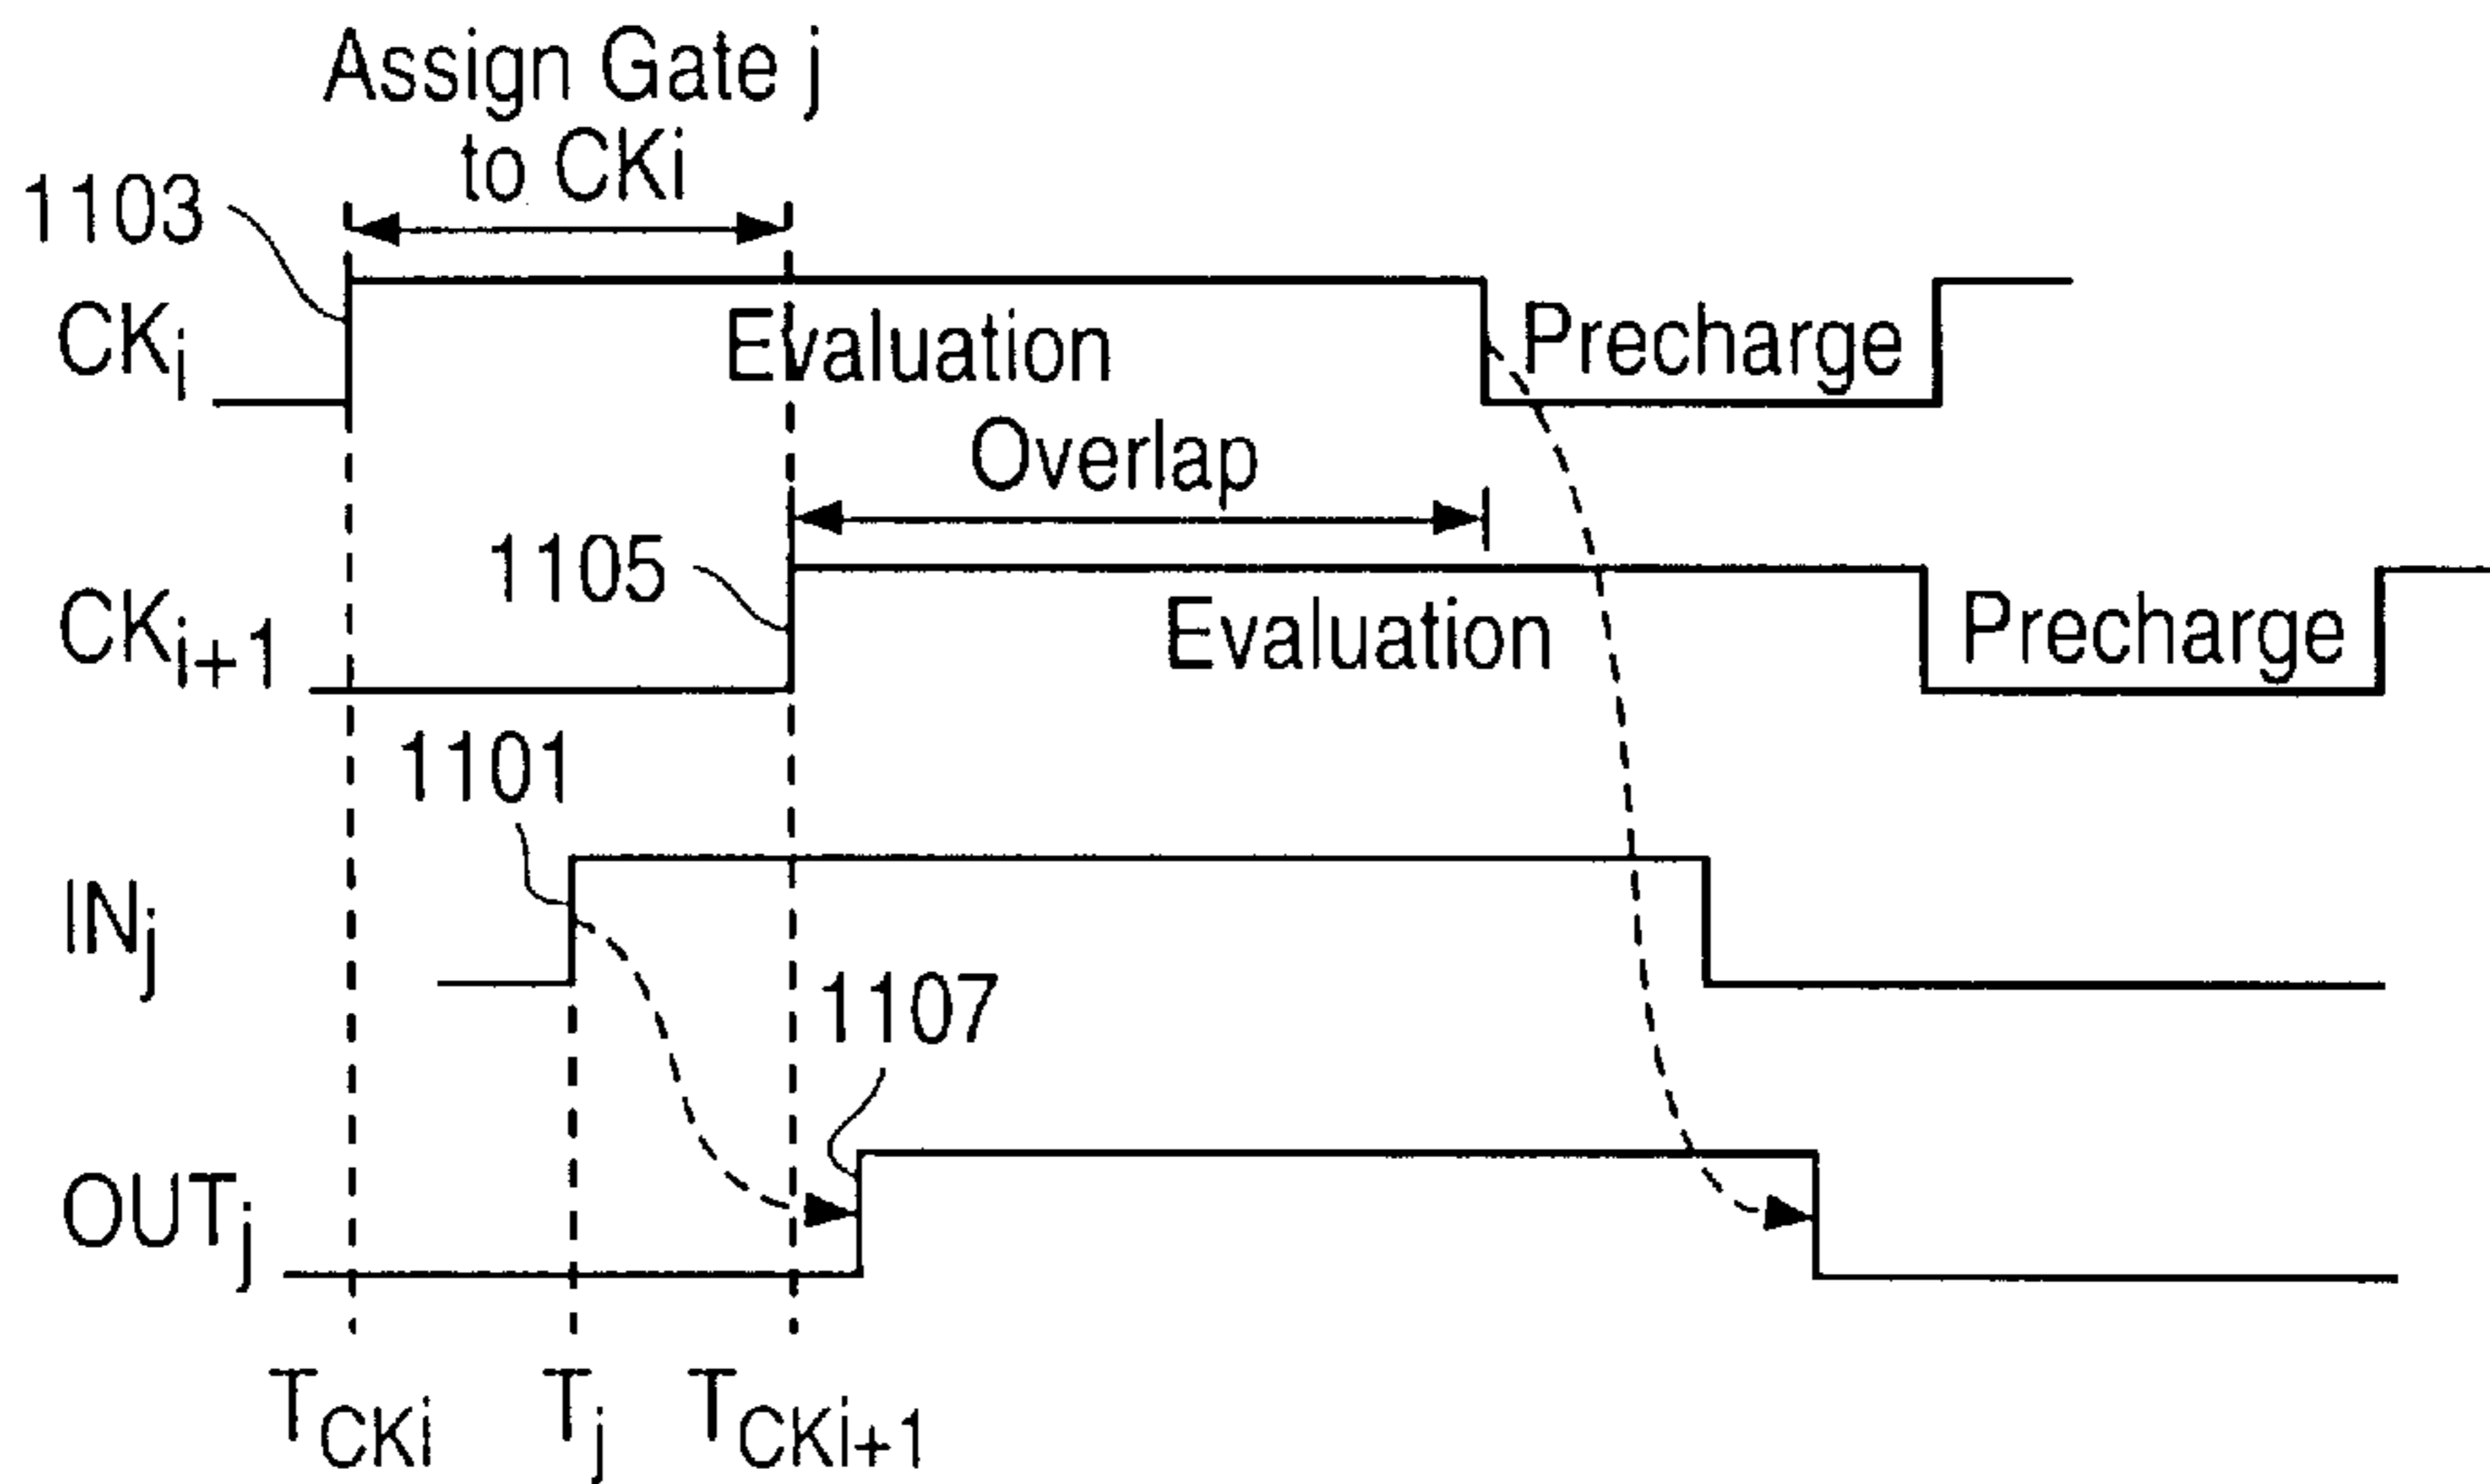 Assign Gate j
to CKi
1103
CKi
Evaluation
Precharge
Overlap
1105
CKi+1
Evaluation
Precharge
1101
INj
1107
OUTj
TCKi
Tj
TCKi+1